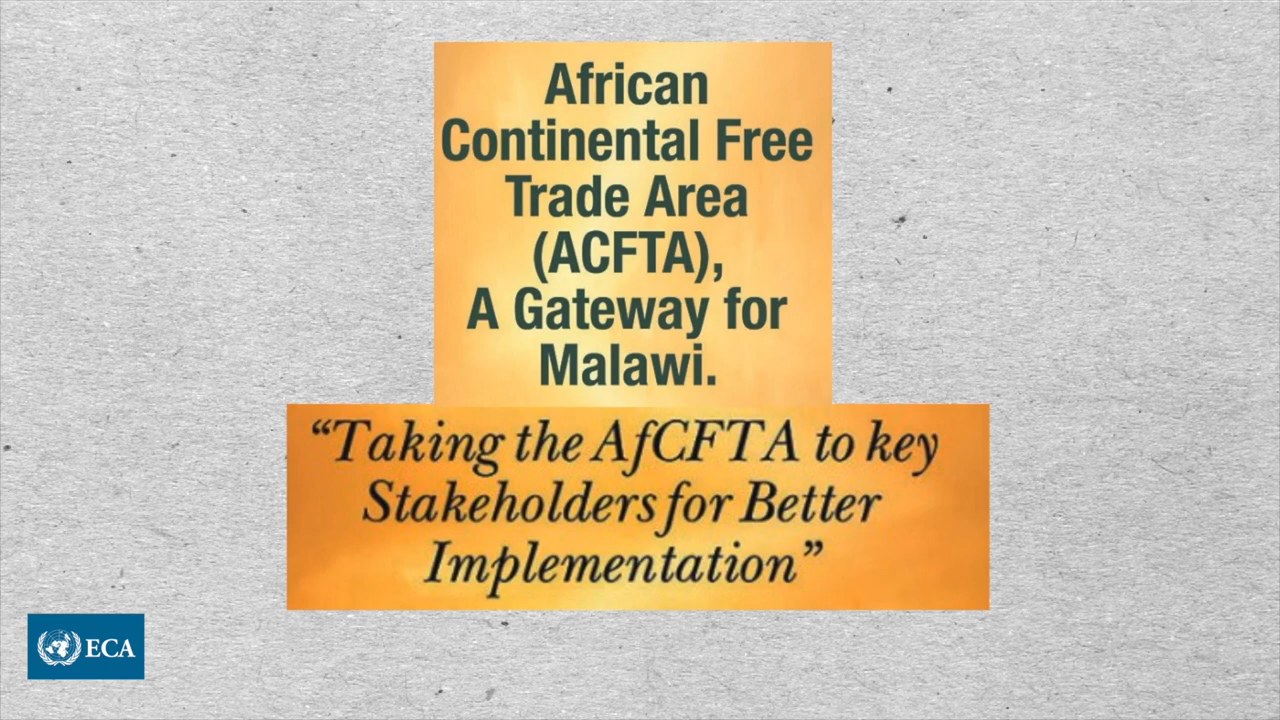 African
Continental Free
Trade Area
(ACFTA),
A Gateway for
Malawi.
“Taking the AfCFTA to key
Stakeholders for Better
Implementation”
ECA